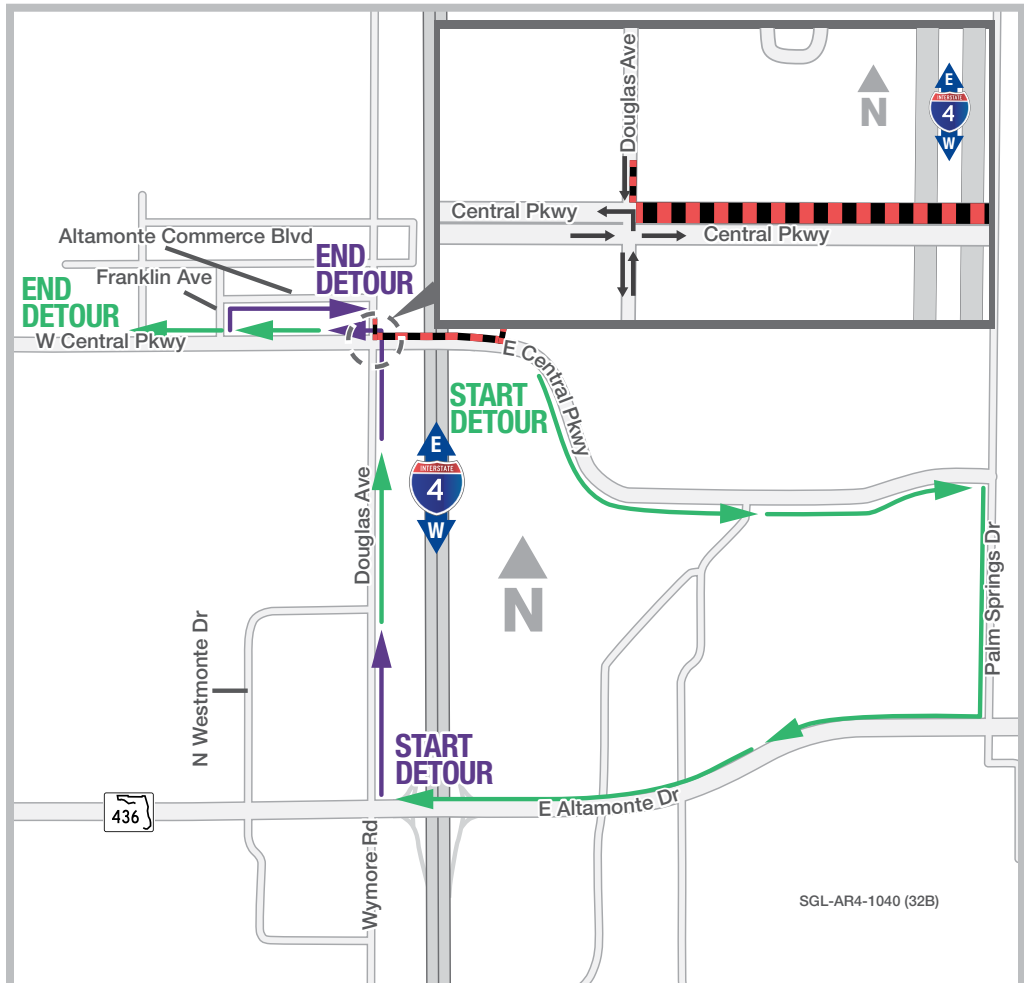 Douglas Ave
N
E
INTERSTATE
4
W
Central Pkwy
Central Pkwy
Altamonte Commerce Blvd
END
DETOUR
Franklin Ave
END
DETOUR
W Central Pkwy
E Central Pkwy
START
DETOUR
E
INTERSTATE
4
W
Douglas Ave
N
Palm Springs Dr
N Westmonte Dr
START
DETOUR
E Altamonte Dr
436
Wymore Rd
SGL-AR4-1040 (32B)